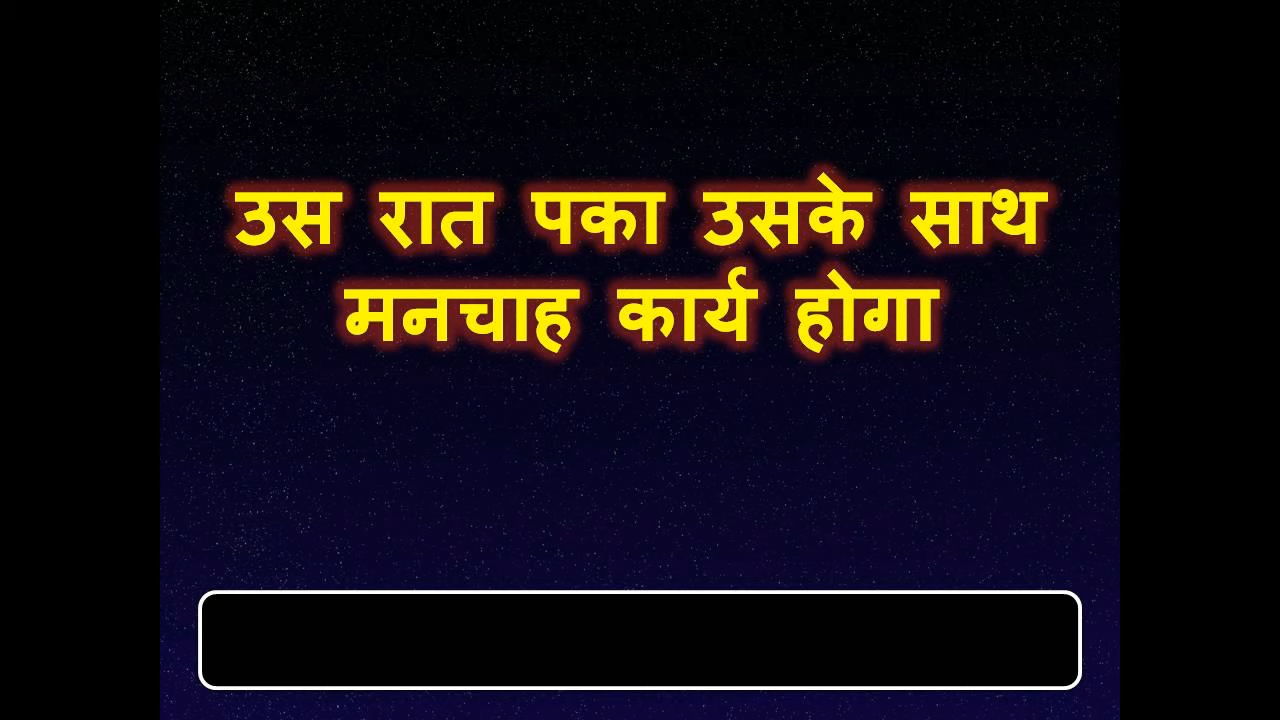 उस रात पका उसके साथ
मनचाह कार्य होगा